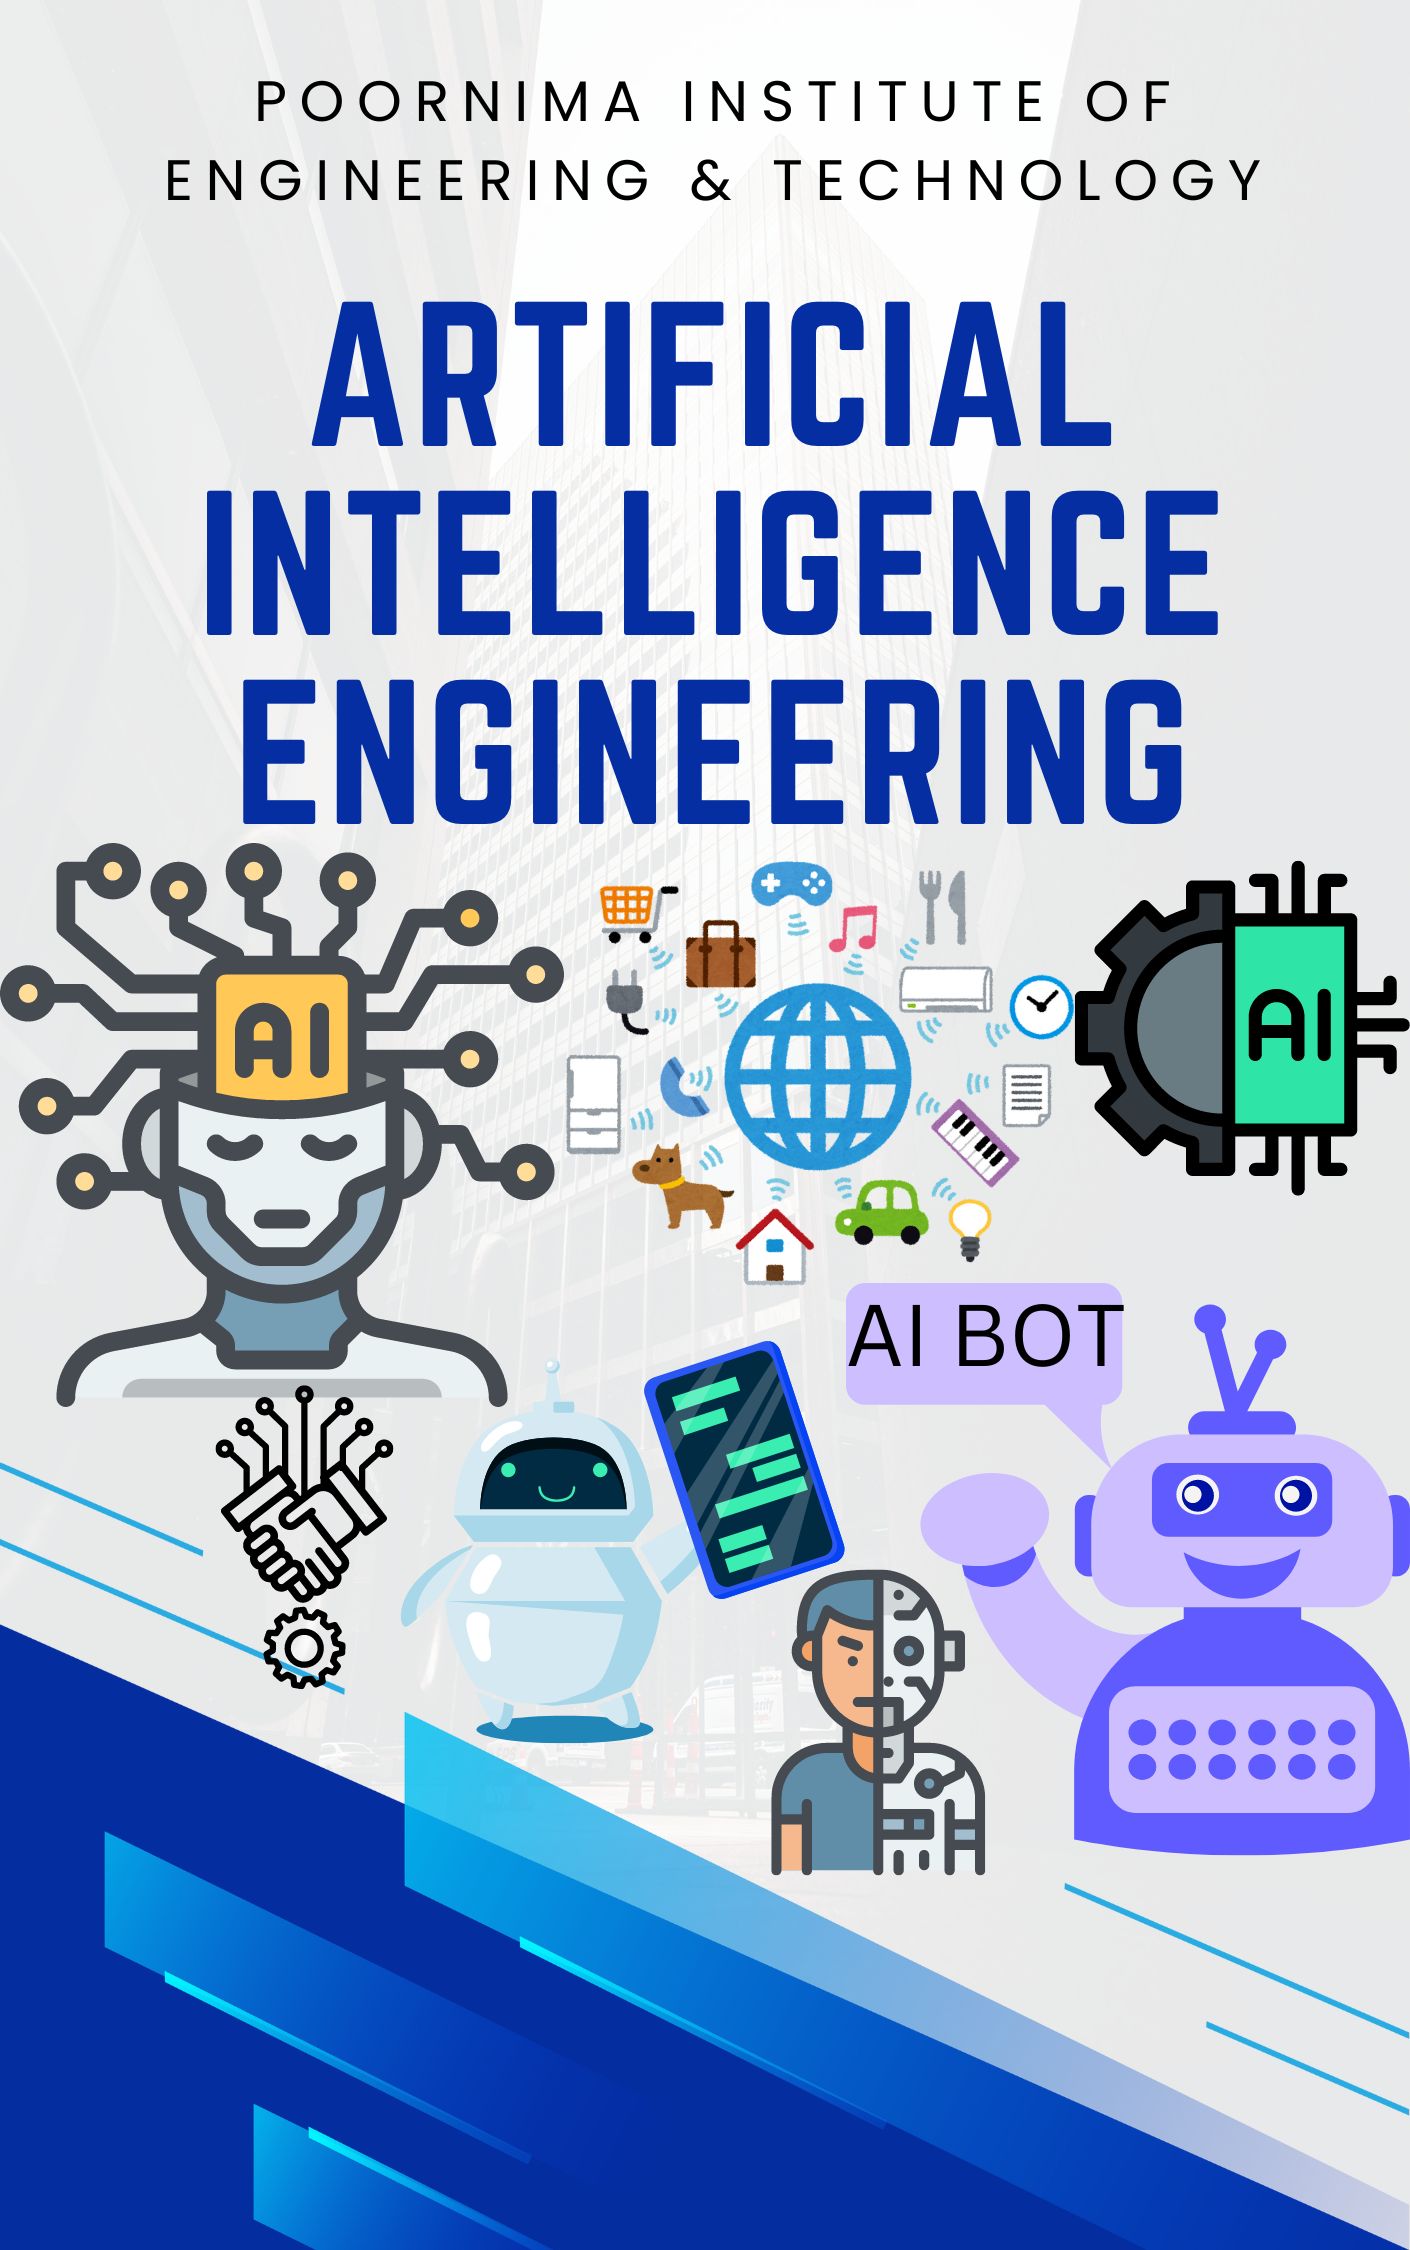 POORNIMA INSTITUTE OF
ENGINEERING & TECHNOLOGY
ARTIFICIAL
INTELLIGENCE
ENGINEERING
AI
AI
AI BOT